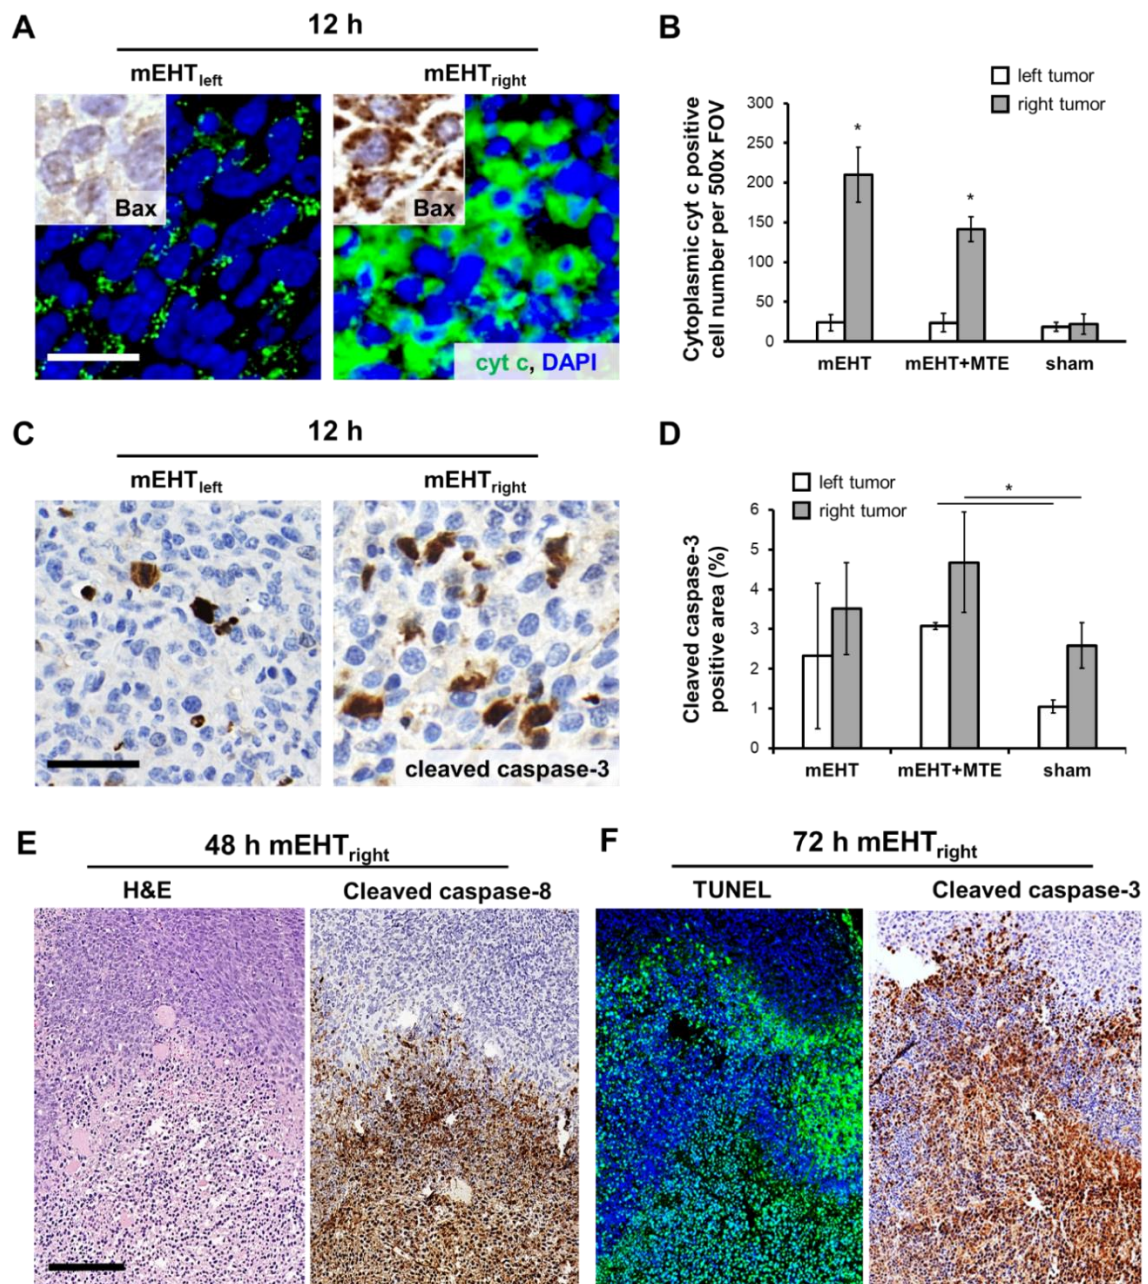 A
12 h
mEHTleft
mEHTright
Bax
Bax
cyt c, DAPI
B
left tumor
right tumor
Cytoplasmic cyt c positive
cell number per 500x FOV
300
250
200
150
100
50
0
*
*
mEHT
mEHT+MTE
sham
C
12 h
mEHTleft
mEHTright
cleaved caspase-3
D
left tumor
right tumor
*
Cleaved caspase-3
positive area (%)
6
5
4
3
2
1
0
mEHT
mEHT+MTE
sham
E
48 h mEHTright
H&E
Cleaved caspase-8
F
72 h mEHTright
TUNEL
Cleaved caspase-3